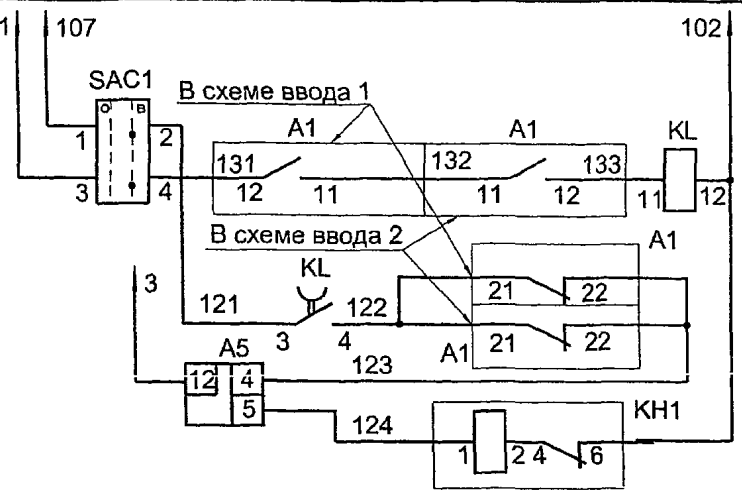 1 107 102
SAC1
В схеме ввода 1
O B
A1 A1 KL
1 2
131 132 133
3 4 12 11 11 12 11 12
В схеме ввода 2
A1
KL
3 121 122 21 22
3 4 21 22
A5 A1
123
12 4
5
124 KH1
1 2 4 6